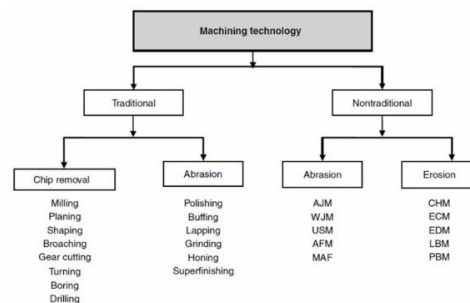 Machining technology
Traditional
Nontraditional
Chip removal
Abrasion
Abrasion
Erosion
Milling
Planing
Shaping
Broaching
Gear cutting
Turning
Boring
Drilling
Polishing
Buffing
Lapping
Grinding
Honing
Superfinishing
AJM
WJM
USM
AFM
MAF
CHM
ECM
EDM
LBM
PBM